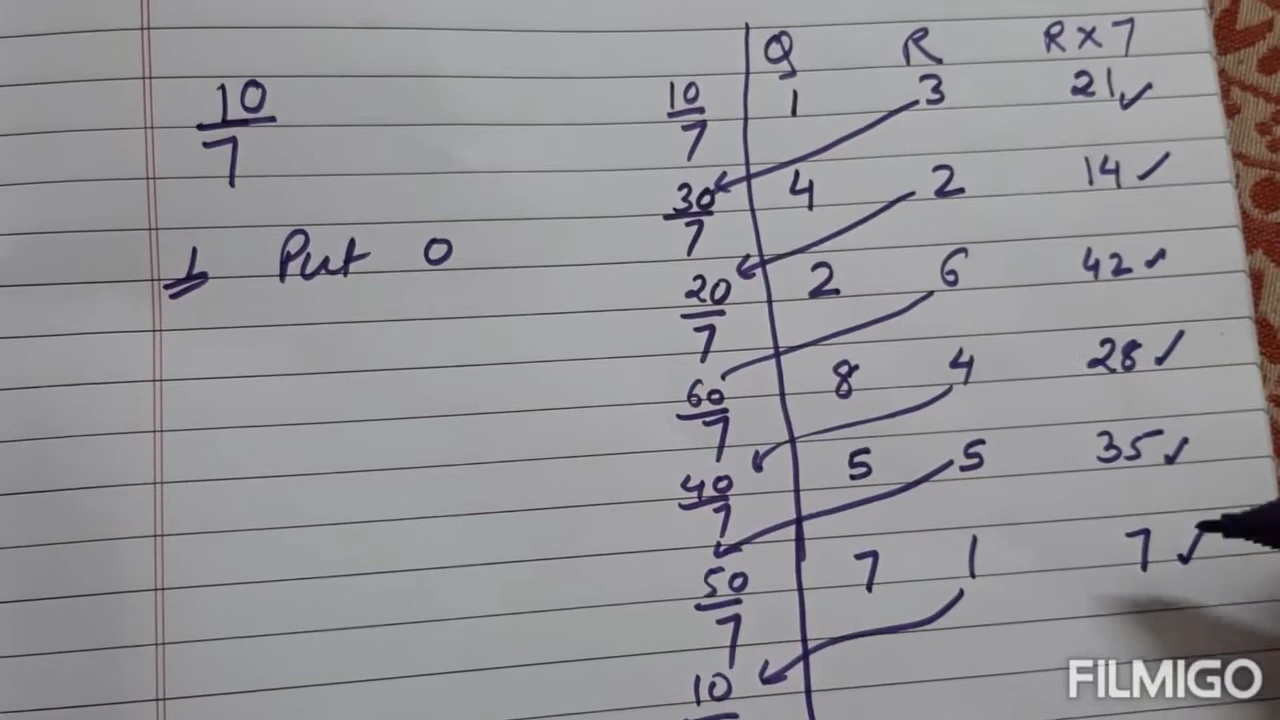 10/7
1 Put 0
Q R R×7
10/7 1 3 21 ✓
30/7 4 2 14 ✓
20/7 2 6 42 ✓
60/7 8 4 28 ✓
40/7 5 5 35 ✓
50/7 7 1 7 ✓
10
FILMIGO